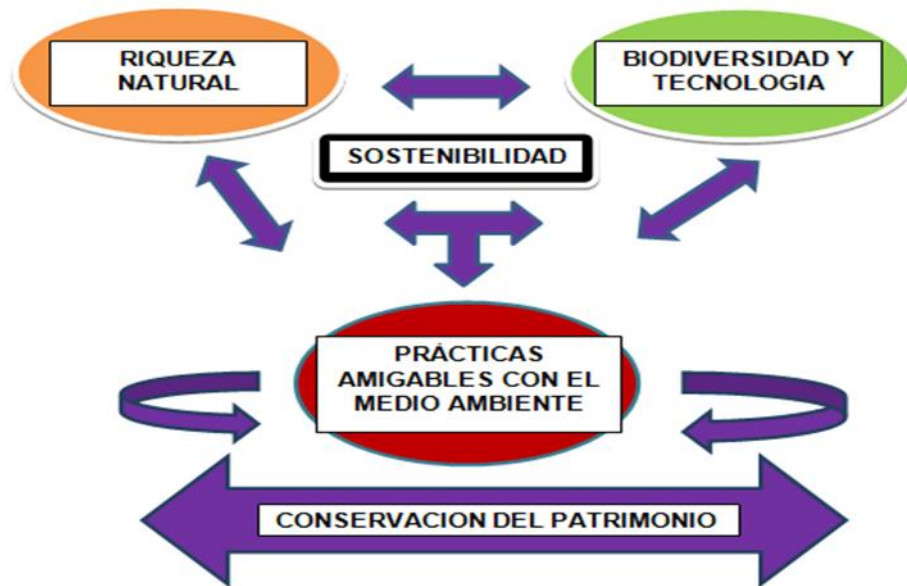 RIQUEZA
NATURAL
BIODIVERSIDAD Y
TECNOLOGIA
SOSTENIBILIDAD
PRÁCTICAS
AMIGABLES CON EL
MEDIO AMBIENTE
CONSERVACION DEL PATRIMONIO